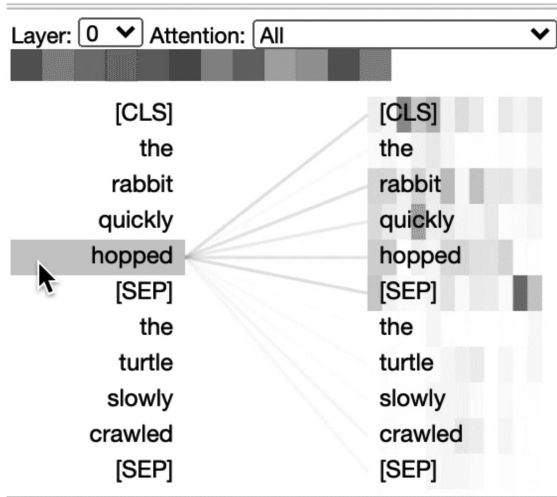 Layer: 0 Attention: All
[CLS] [CLS]
the the
rabbit rabbit
quickly quickly
hopped hopped
[SEP] [SEP]
the the
turtle turtle
slowly slowly
crawled crawled
[SEP] [SEP]